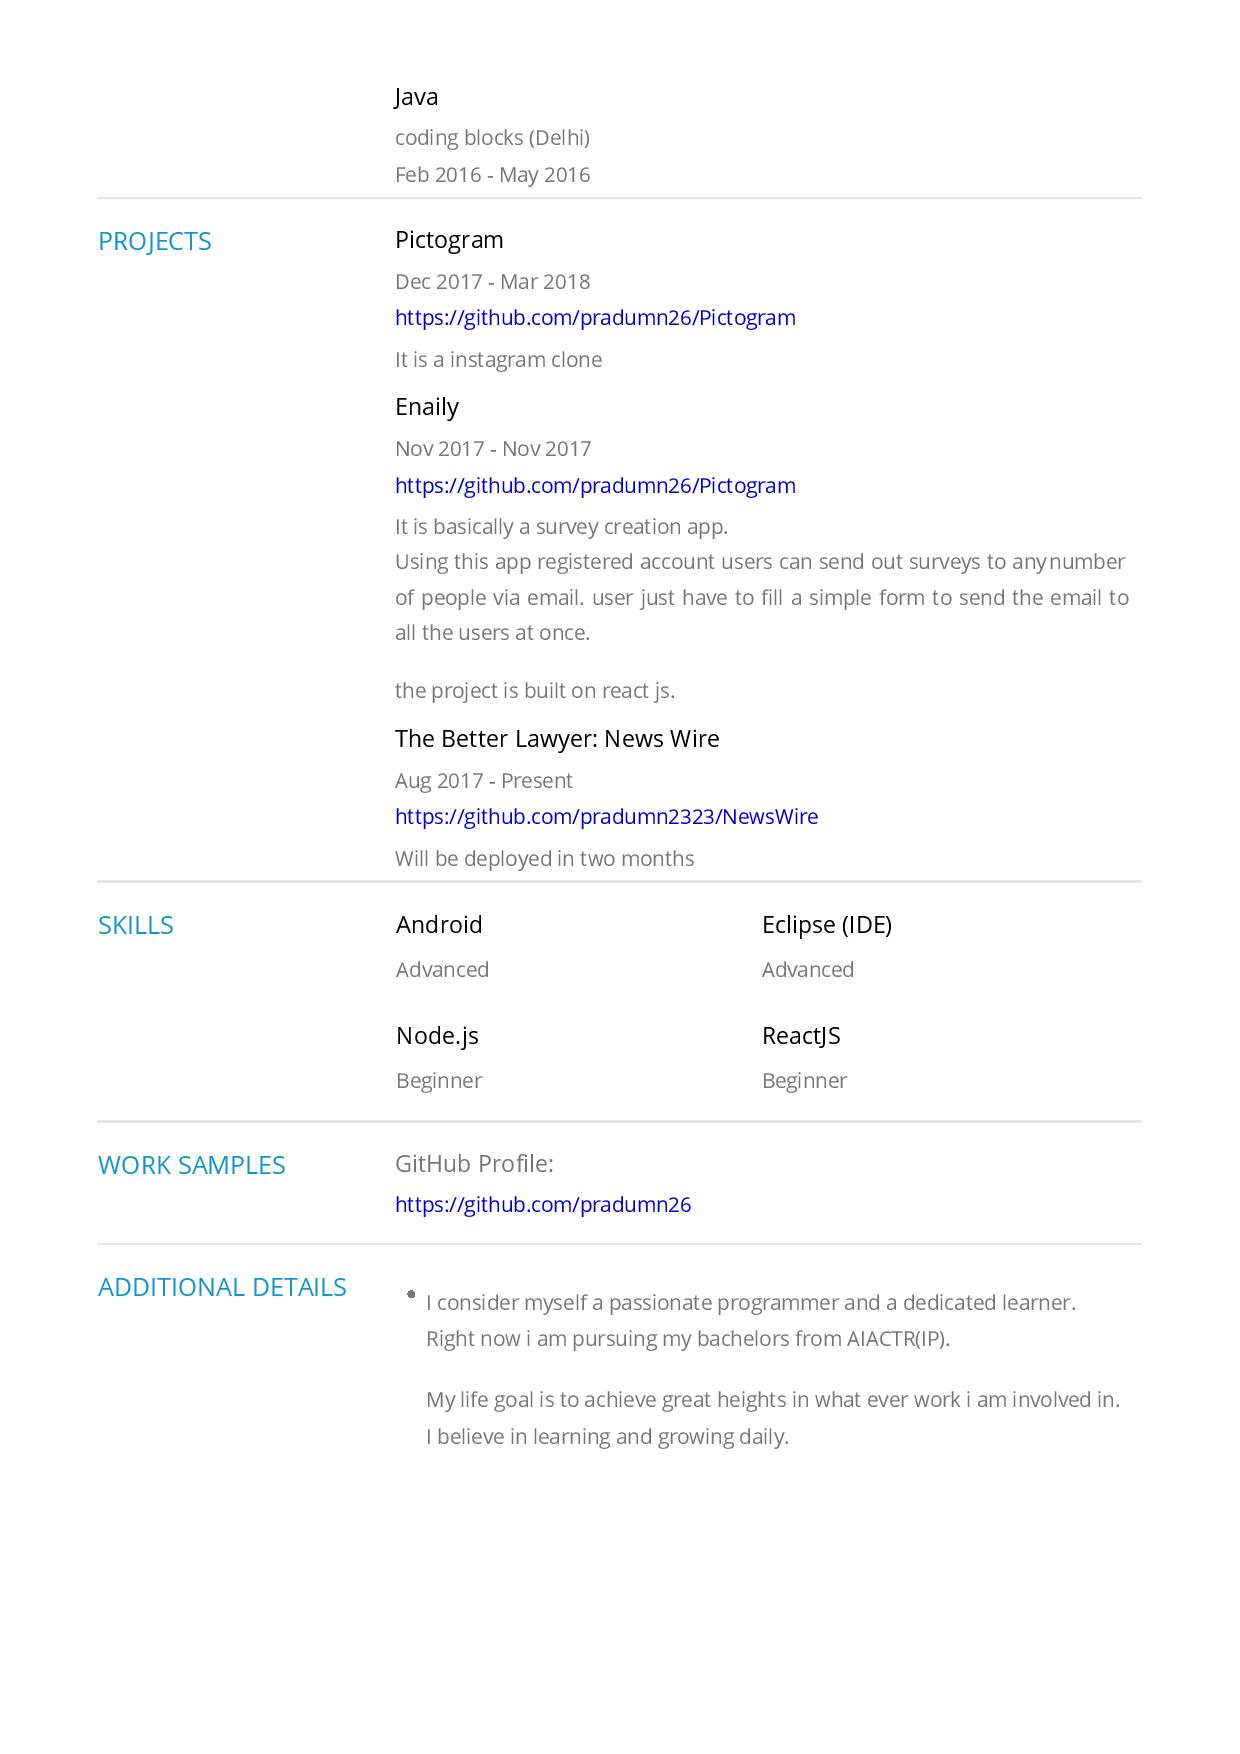 Java
coding blocks (Delhi)
Feb 2016 - May 2016
PROJECTS
Pictogram
Dec 2017 - Mar 2018
https://github.com/pradumn26/Pictogram
It is a instagram clone
Enaily
Nov 2017 - Nov 2017
https://github.com/pradumn26/Pictogram
It is basically a survey creation app.
Using this app registered account users can send out surveys to any number
of people via email. user just have to fill a simple form to send the email to
all the users at once.
the project is built on react js.
The Better Lawyer: News Wire
Aug 2017 - Present
https://github.com/pradumn2323/NewsWire
Will be deployed in two months
SKILLS
Android
Eclipse (IDE)
Advanced
Advanced
Node.js
ReactJS
Beginner
Beginner
WORK SAMPLES
GitHub Profile:
https://github.com/pradumn26
ADDITIONAL DETAILS
• I consider myself a passionate programmer and a dedicated learner.
Right now i am pursuing my bachelors from AIACTR(IP).
My life goal is to achieve great heights in what ever work i am involved in.
I believe in learning and growing daily.